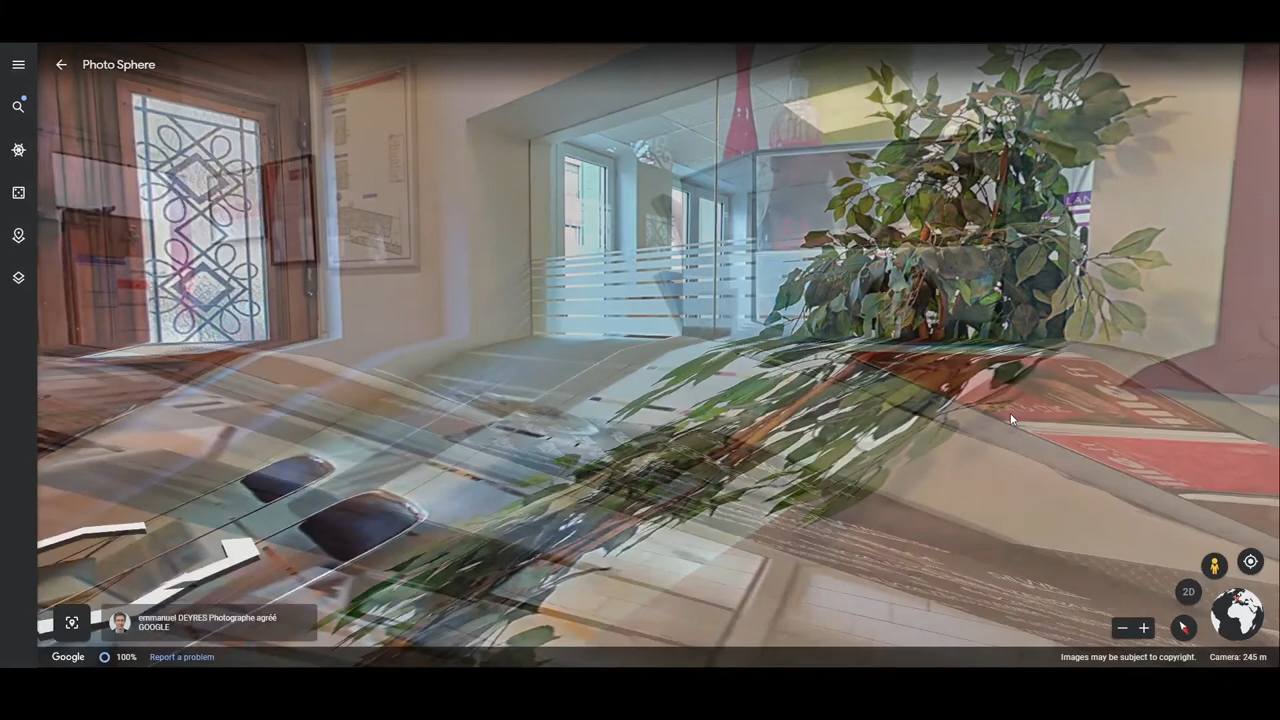 Photo Sphere
LAN
2D
emmanuel DEYRES Photographe agréé
GOOGLE
Google
100%
Report a problem
Images may be subject to copyright.
Camera: 245 m